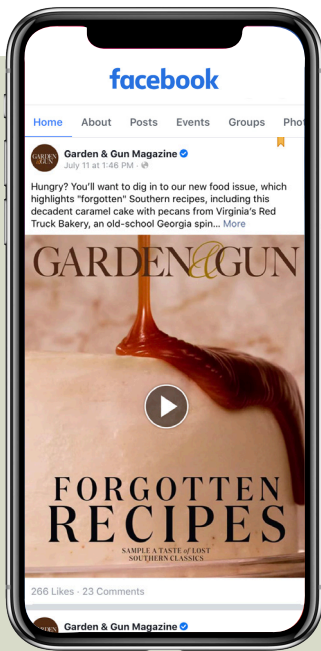 facebook
Home About Posts Events Groups Phot
GARDEN&GUN
Garden & Gun Magazine
July 11 at 1:46 PM ·
Hungry? You’ll want to dig in to our new food issue, which
highlights "forgotten" Southern recipes, including this
decadent caramel cake with pecans from Virginia’s Red
Truck Bakery, an old-school Georgia spin... More
GARDEN&GUN
FORGOTTEN
RECIPES
SAMPLE A TASTE of LOST
SOUTHERN CLASSICS
266 Likes · 23 Comments
Garden & Gun Magazine